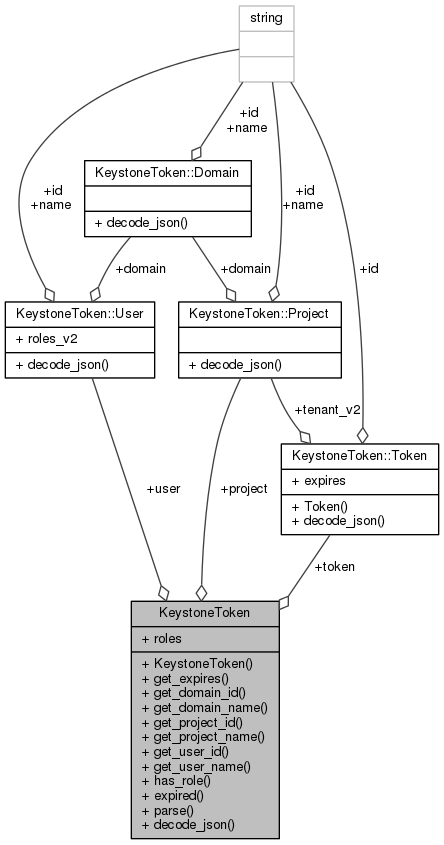 string
+id
+name
KeystoneToken::Domain
+ decode_json()
+id
+name
+id
+name
+id
+domain
+domain
KeystoneToken::User
+ roles_v2
+ decode_json()
KeystoneToken::Project
+ decode_json()
+tenant_v2
KeystoneToken::Token
+ expires
+ Token()
+ decode_json()
+user
+project
+token
KeystoneToken
+ roles
+ KeystoneToken()
+ get_expires()
+ get_domain_id()
+ get_domain_name()
+ get_project_id()
+ get_project_name()
+ get_user_id()
+ get_user_name()
+ has_role()
+ expired()
+ parse()
+ decode_json()